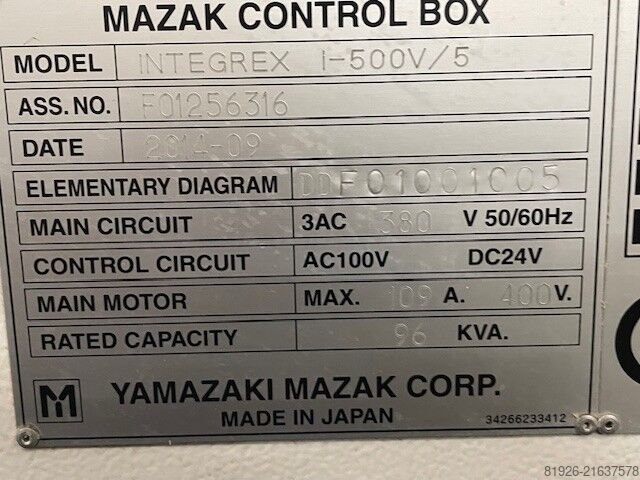 MAZAK CONTROL BOX
MODEL INTEGREX i-500V/5
ASS. NO. F01256316
DATE 2014-09
ELEMENTARY DIAGRAM DDF01001C05
MAIN CIRCUIT 3AC 380 V 50/60Hz
CONTROL CIRCUIT AC100V DC24V
MAIN MOTOR MAX. 109 A. 400 V.
RATED CAPACITY 96 KVA.
M YAMAZAKI MAZAK CORP.
MADE IN JAPAN 34266233412
81926-21637578